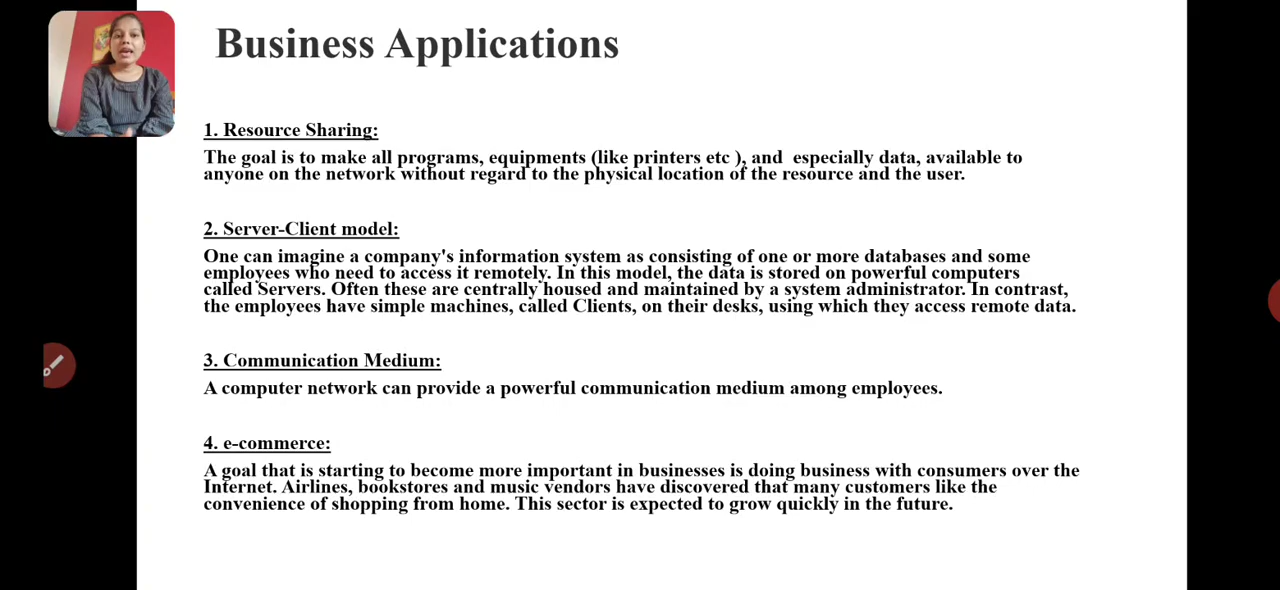 Business Applications
1. Resource Sharing:
The goal is to make all programs, equipments (like printers etc ), and especially data, available to
anyone on the network without regard to the physical location of the resource and the user.
2. Server-Client model:
One can imagine a company's information system as consisting of one or more databases and some
employees who need to access it remotely. In this model, the data is stored on powerful computers
called Servers. Often these are centrally housed and maintained by a system administrator. In contrast,
the employees have simple machines, called Clients, on their desks, using which they access remote data.
3. Communication Medium:
A computer network can provide a powerful communication medium among employees.
4. e-commerce:
A goal that is starting to become more important in businesses is doing business with consumers over the
Internet. Airlines, bookstores and music vendors have discovered that many customers like the
convenience of shopping from home. This sector is expected to grow quickly in the future.